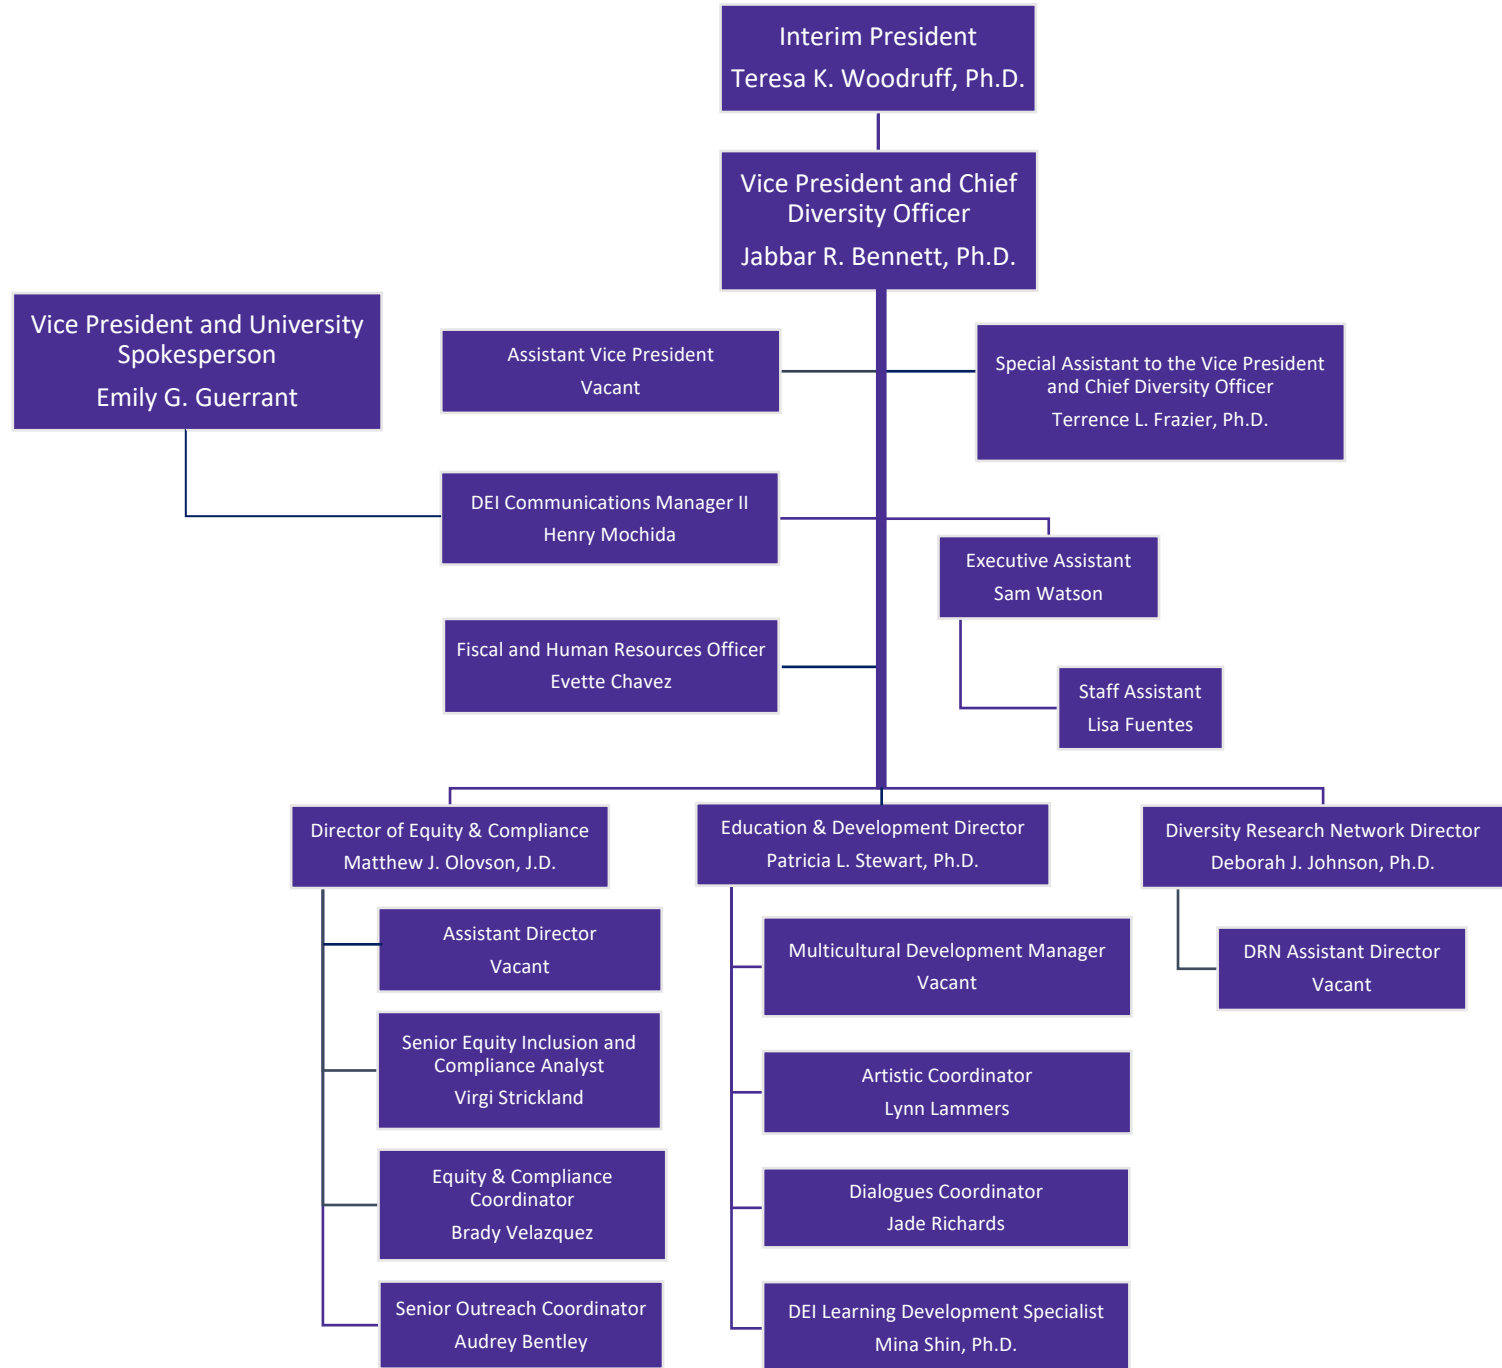 Interim President
Teresa K. Woodruff, Ph.D.
Vice President and Chief
Diversity Officer
Jabbar R. Bennett, Ph.D.
Vice President and University
Spokesperson
Emily G. Guerrant
Assistant Vice President
Vacant
Special Assistant to the Vice President
and Chief Diversity Officer
Terrence L. Frazier, Ph.D.
DEI Communications Manager II
Henry Mochida
Executive Assistant
Sam Watson
Fiscal and Human Resources Officer
Evette Chavez
Staff Assistant
Lisa Fuentes
Director of Equity & Compliance
Matthew J. Olovson, J.D.
Education & Development Director
Patricia L. Stewart, Ph.D.
Diversity Research Network Director
Deborah J. Johnson, Ph.D.
Assistant Director
Vacant
Senior Equity Inclusion and
Compliance Analyst
Virgi Strickland
Equity & Compliance
Coordinator
Brady Velazquez
Senior Outreach Coordinator
Audrey Bentley
Multicultural Development Manager
Vacant
Artistic Coordinator
Lynn Lammers
Dialogues Coordinator
Jade Richards
DEI Learning Development Specialist
Mina Shin, Ph.D.
DRN Assistant Director
Vacant